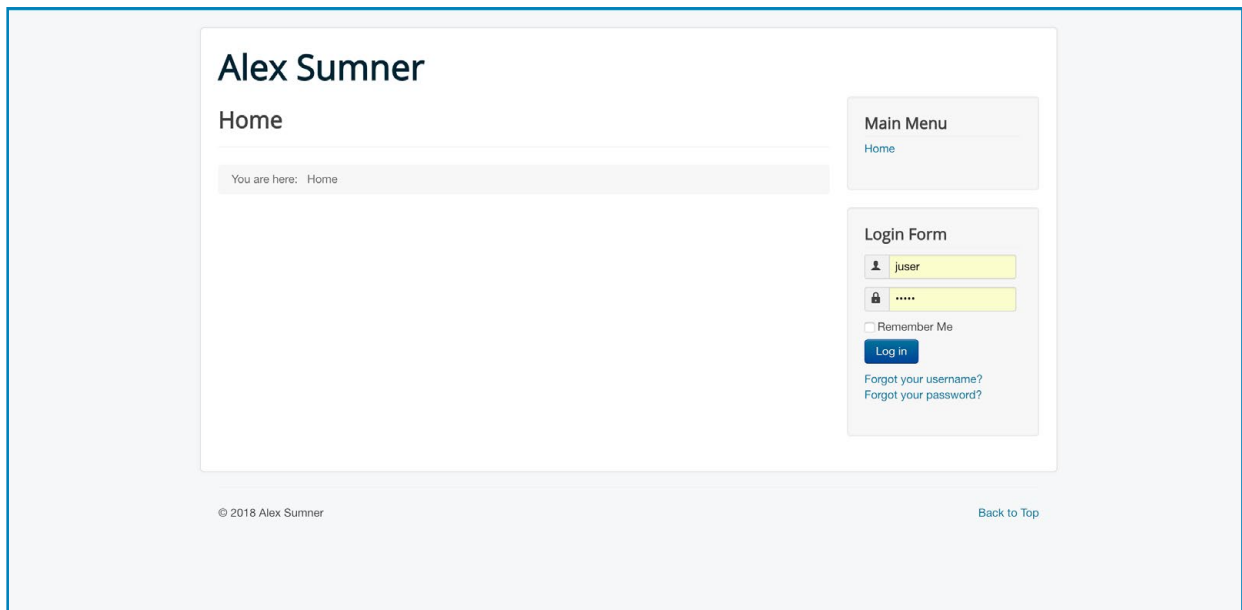 Alex Sumner
Home
You are here: Home
Main Menu
Home
Login Form
juser
•••••
Remember Me
Log in
Forgot your username?
Forgot your password?
© 2018 Alex Sumner
Back to Top